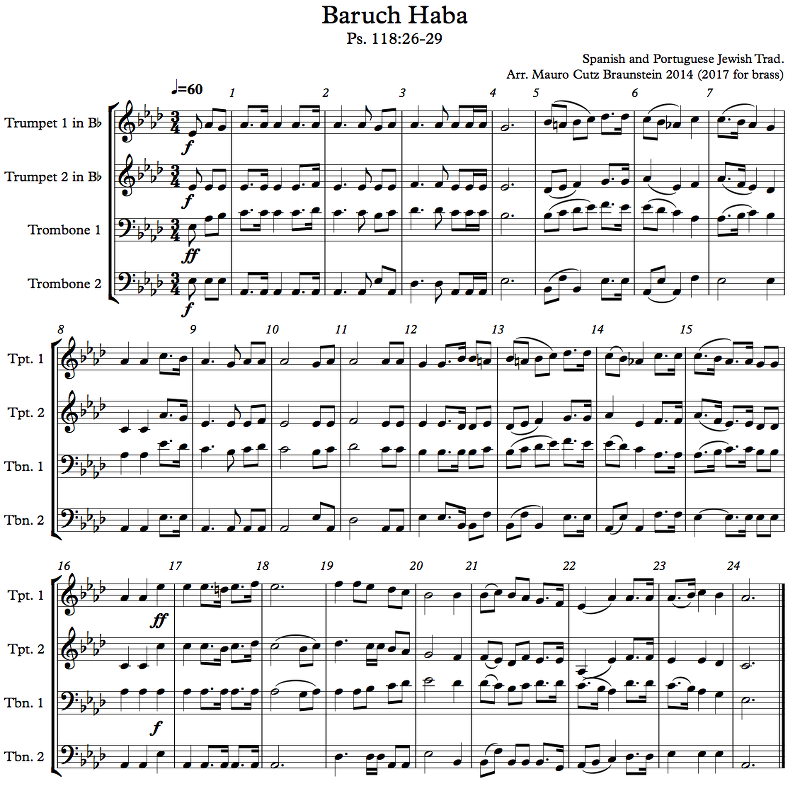 Baruch Haba
Ps. 118:26-29
Spanish and Portuguese Jewish Trad.
Arr. Mauro Cutz Braunstein 2014 (2017 for brass)
♩=60 1 2 3 4 5 6 7
Trumpet 1 in B♭
f
Trumpet 2 in B♭
f
Trombone 1
ff
Trombone 2
f
8 9 10 11 12 13 14 15
Tpt. 1
Tpt. 2
Tbn. 1
Tbn. 2
16 17 18 19 20 21 22 23 24
Tpt. 1
ff
Tpt. 2
Tbn. 1
f
Tbn. 2